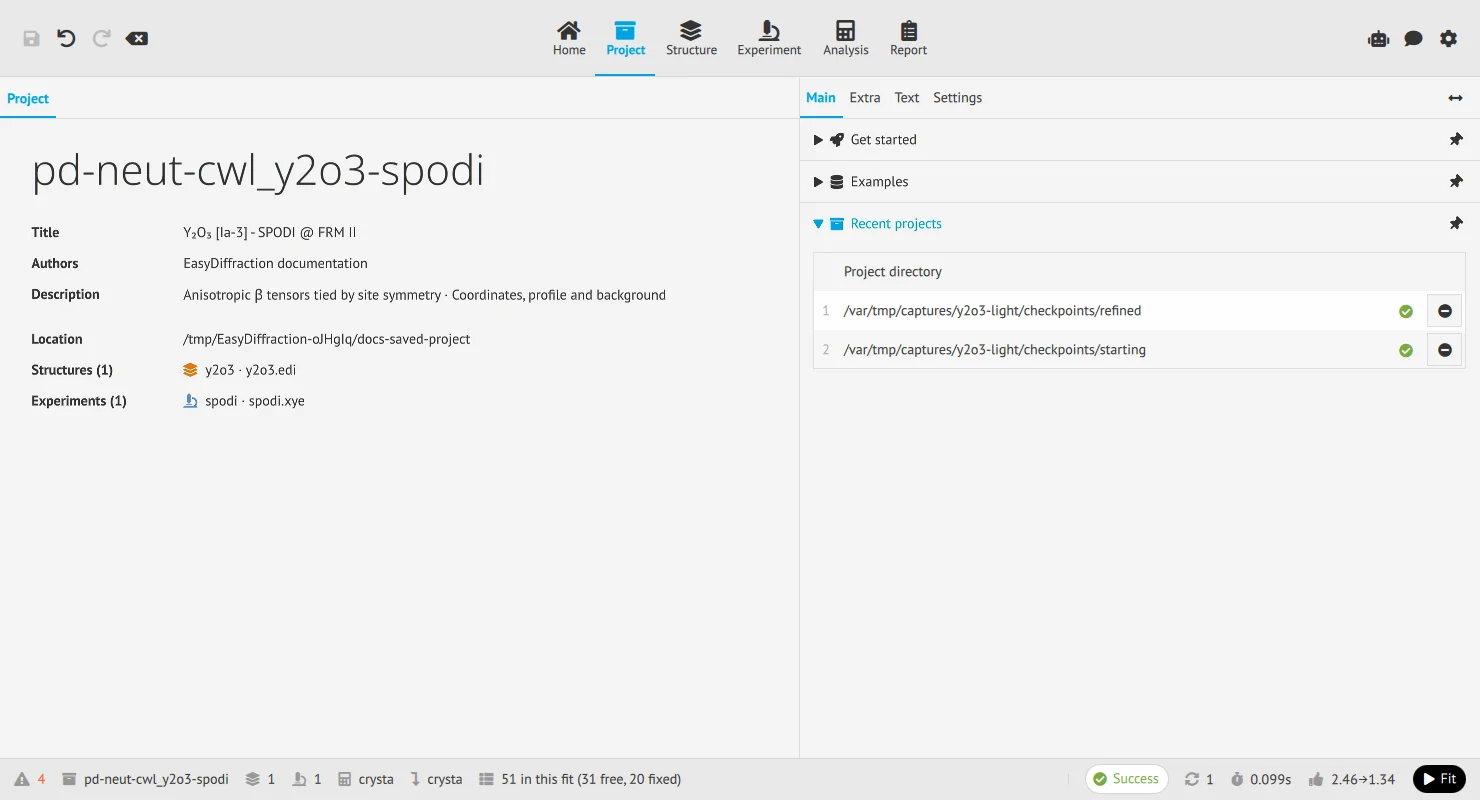 Home
Project
Structure
Experiment
Analysis
Report
Project
Main
Extra
Text
Settings
pd-neut-cwl_y2o3-spodi
Title
Y₂O₃ [Ia-3] - SPODI @ FRM II
Authors
EasyDiffraction documentation
Description
Anisotropic β tensors tied by site symmetry · Coordinates, profile and background
Location
/tmp/EasyDiffraction-oJHgIq/docs-saved-project
Structures (1)
y2o3 · y2o3.edi
Experiments (1)
spodi · spodi.xye
Get started
Examples
Recent projects
Project directory
1 /var/tmp/captures/y2o3-light/checkpoints/refined
2 /var/tmp/captures/y2o3-light/checkpoints/starting
4
pd-neut-cwl_y2o3-spodi
1
1
crysta
crysta
51 in this fit (31 free, 20 fixed)
Success
1
0.099s
2.46→1.34
Fit